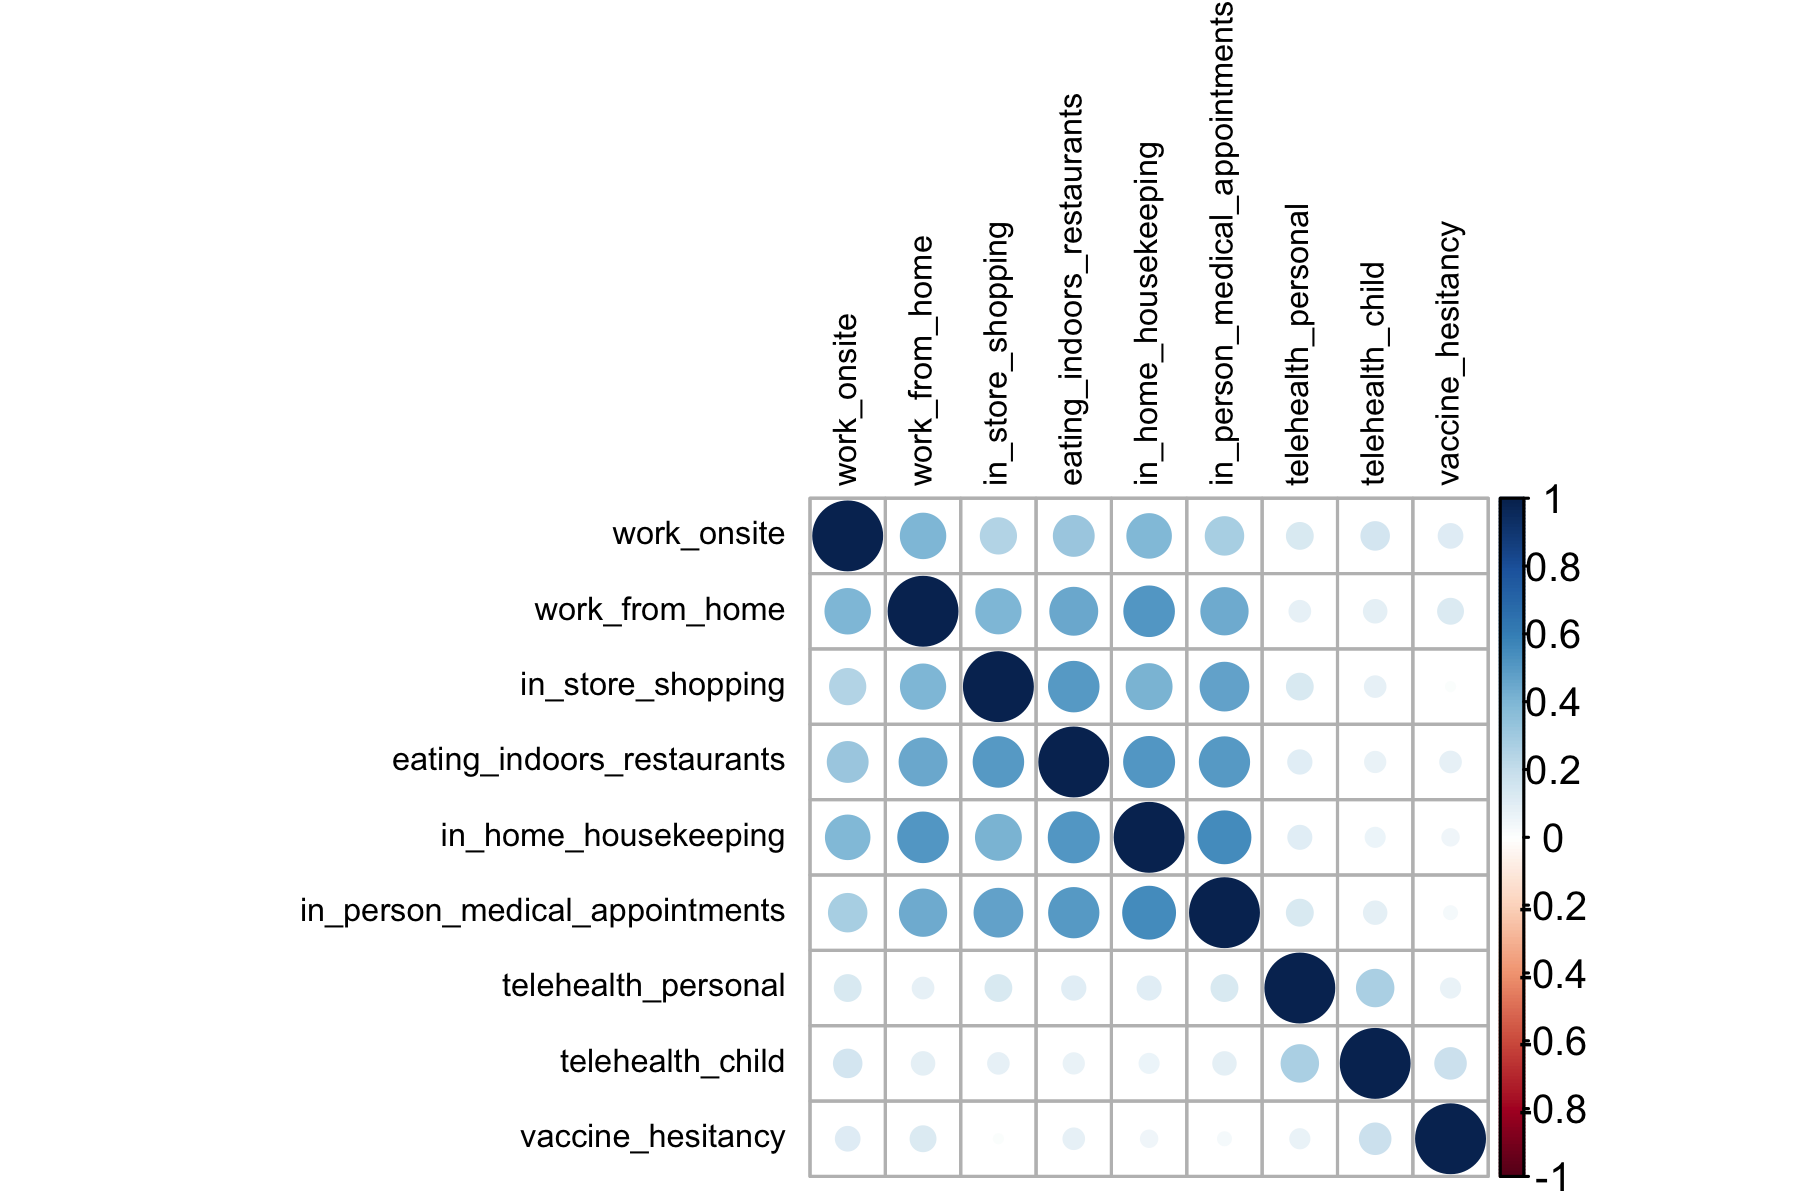 work_onsite
work_from_home
in_store_shopping
eating_indoors_restaurants
in_home_housekeeping
in_person_medical_appointments
telehealth_personal
telehealth_child
vaccine_hesitancy
work_onsite
work_from_home
in_store_shopping
eating_indoors_restaurants
in_home_housekeeping
in_person_medical_appointments
telehealth_personal
telehealth_child
vaccine_hesitancy
1
0.8
0.6
0.4
0.2
0
-0.2
-0.4
-0.6
-0.8
-1